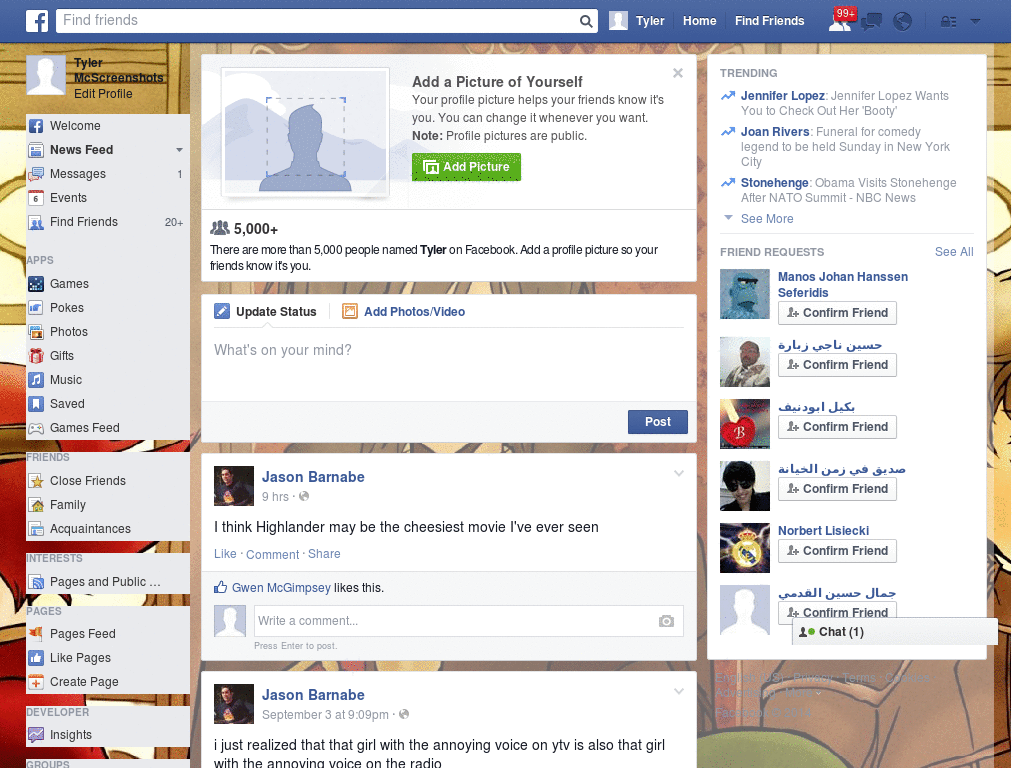 Find friends
Tyler
Home
Find Friends
99+
Tyler
McScreenshots
Edit Profile
Welcome
News Feed
Messages 1
Events
Find Friends 20+
APPS
Games
Pokes
Photos
Gifts
Music
Saved
Games Feed
FRIENDS
Close Friends
Family
Acquaintances
INTERESTS
Pages and Public ...
PAGES
Pages Feed
Like Pages
Create Page
DEVELOPER
Insights
GROUPS
Add a Picture of Yourself
Your profile picture helps your friends know it's
you. You can change it whenever you want.
Note: Profile pictures are public.
Add Picture
5,000+
There are more than 5,000 people named Tyler on Facebook. Add a profile picture so your
friends know it's you.
Update Status
Add Photos/Video
What's on your mind?
Post
Jason Barnabe
9 hrs ·
I think Highlander may be the cheesiest movie I've ever seen
Like · Comment · Share
Gwen McGimpsey likes this.
Write a comment...
Press Enter to post.
Jason Barnabe
September 3 at 9:09pm ·
i just realized that that girl with the annoying voice on ytv is also that girl
with the annoying voice on the radio
TRENDING
Jennifer Lopez: Jennifer Lopez Wants
You to Check Out Her 'Booty'
Joan Rivers: Funeral for comedy
legend to be held Sunday in New York
City
Stonehenge: Obama Visits Stonehenge
After NATO Summit - NBC News
See More
FRIEND REQUESTS See All
Manos Johan Hanssen
Seferidis
Confirm Friend
حسين ناجي زبارة
Confirm Friend
بكيل ابودنيف
Confirm Friend
صديق في زمن الخيانة
Confirm Friend
Norbert Lisiecki
Confirm Friend
جمال حسين القدمي
Confirm Friend
Chat (1)